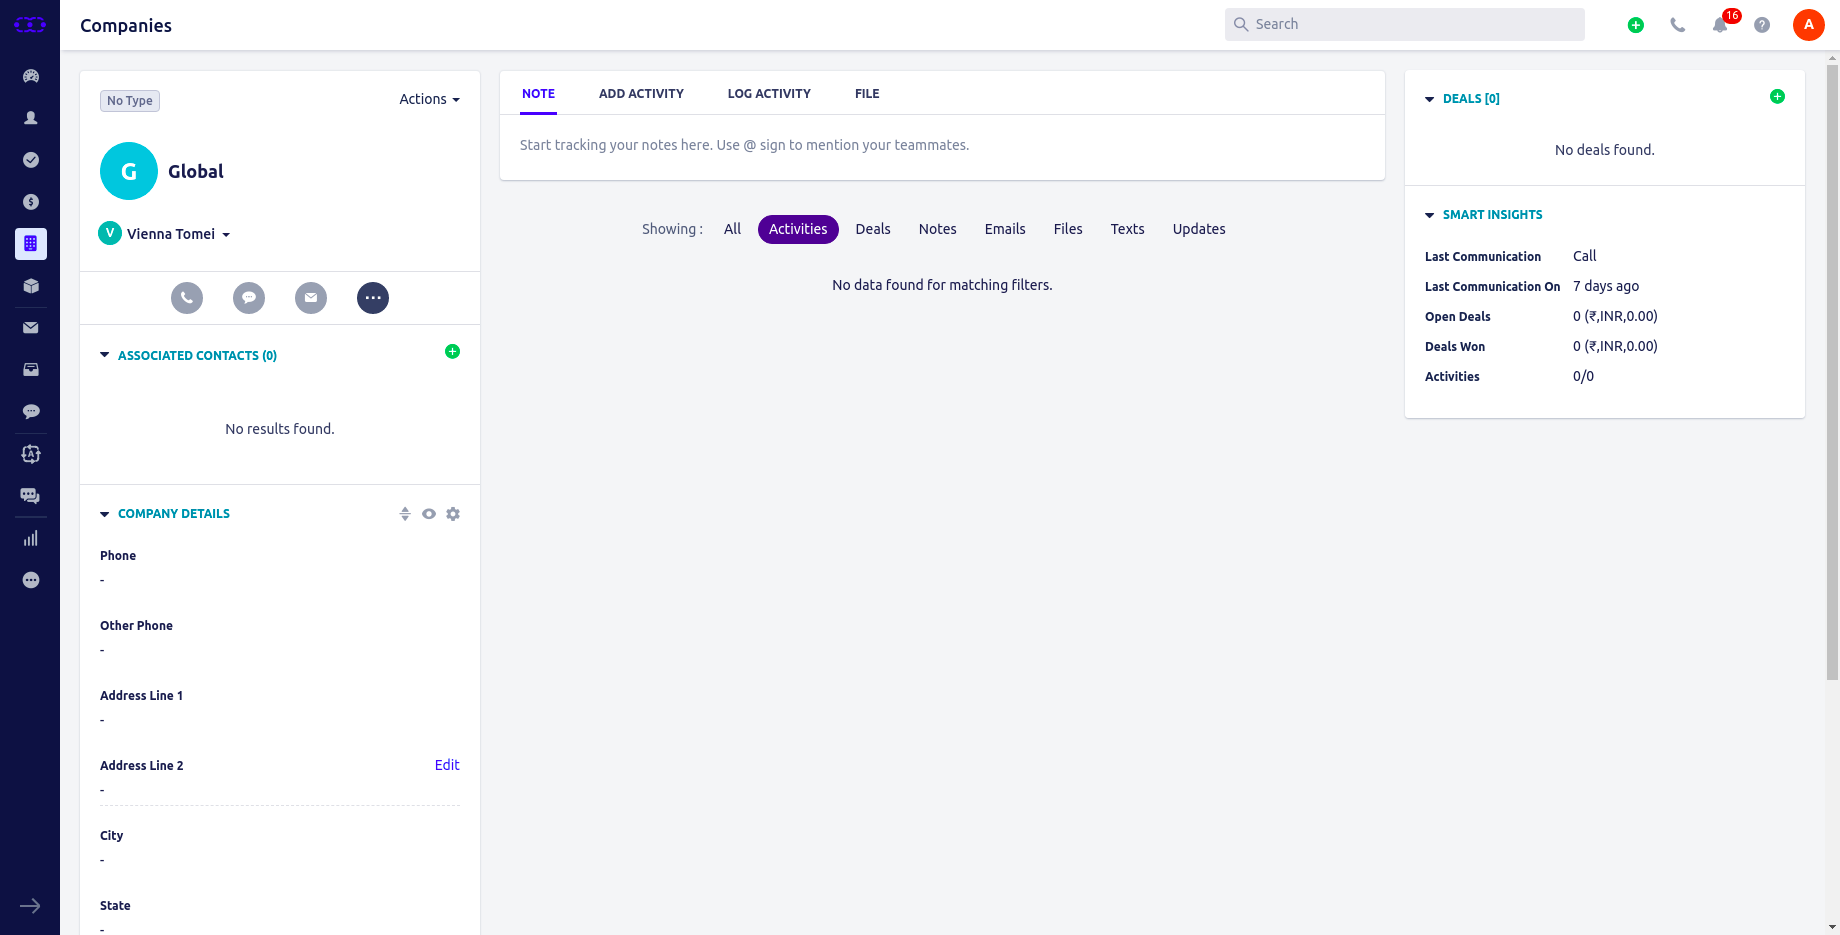 Companies
Search
16
A
No Type
Actions
G
Global
V
Vienna Tomei
ASSOCIATED CONTACTS (0)
No results found.
COMPANY DETAILS
Phone
-
Other Phone
-
Address Line 1
-
Address Line 2
Edit
-
City
-
State
-
NOTE
ADD ACTIVITY
LOG ACTIVITY
FILE
Start tracking your notes here. Use @ sign to mention your teammates.
Showing :
All
Activities
Deals
Notes
Emails
Files
Texts
Updates
No data found for matching filters.
DEALS [0]
No deals found.
SMART INSIGHTS
Last Communication Call
Last Communication On 7 days ago
Open Deals 0 (₹,INR,0.00)
Deals Won 0 (₹,INR,0.00)
Activities 0/0